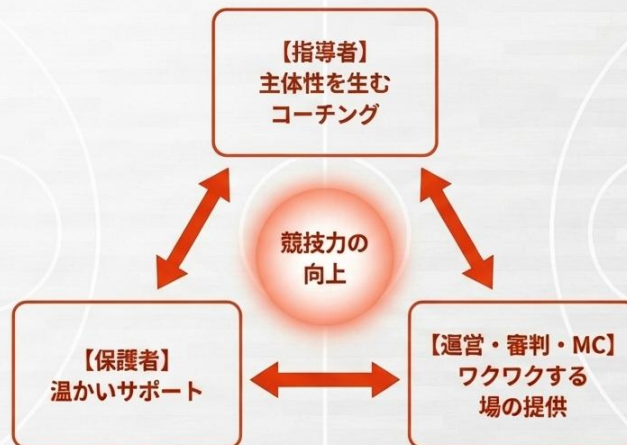 【指導者】
主体性を生む
コーチング
競技力の
向上
【保護者】
温かいサポート
【運営・審判・MC】
ワクワクする
場の提供